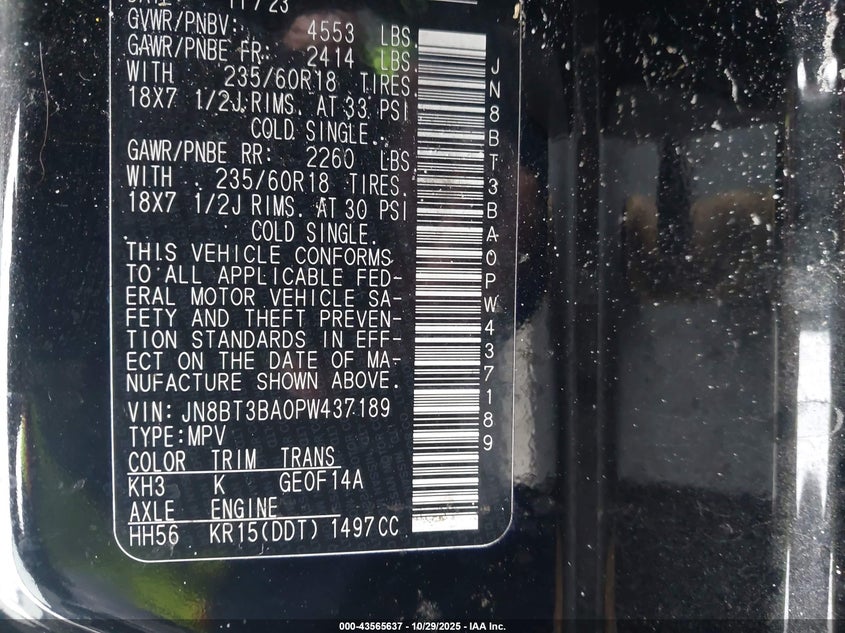 11/23
GVWR/PNBV: 4553 LBS.
GAWR/PNBE FR: 2414 LBS.
WITH 235/60R18 TIRES.
18X7 1/2J RIMS. AT 33 PSI
COLD SINGLE.
GAWR/PNBE RR: 2260 LBS
WITH 235/60R18 TIRES.
18X7 1/2J RIMS. AT 30 PSI
COLD SINGLE.
THIS VEHICLE CONFORMS
TO ALL APPLICABLE FED-
ERAL MOTOR VEHICLE SA-
FETY AND THEFT PREVEN-
TION STANDARDS IN EFF-
ECT ON THE DATE OF MA-
NUFACTURE SHOWN ABOVE.
VIN: JN8BT3BA0PW437189
TYPE:MPV
COLOR TRIM TRANS
KH3 K GE0F14A
AXLE ENGINE
HH56 KR15(DDT) 1497CC
JN8BT3BA0PW437189
000-43565637 - 10/29/2025 - IAA Inc.